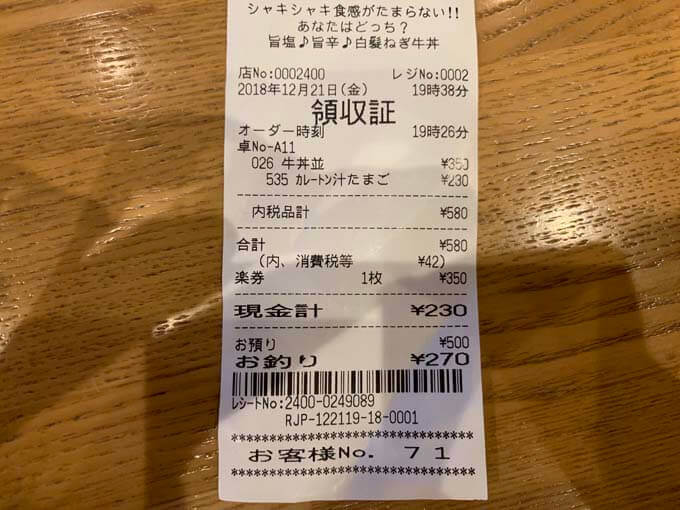 シャキシャキ食感がたまらない!!
あなたはどっち?
旨塩♪旨辛♪白髪ねぎ牛丼
店No:0002400 レジNo:0002
2018年12月21日(金) 19時38分
領収証
オーダー時刻 19時26分
卓No-A11
026 牛丼並 ¥350
535 カレートン汁たまご ¥230
内税品計 ¥580
合計 ¥580
(内、消費税等 ¥42)
楽券 1枚 ¥350
現金計 ¥230
お預り ¥500
お釣り ¥270
レシートNo:2400-0249089
RJP-122119-18-0001
********************************
お客様No. 71
********************************